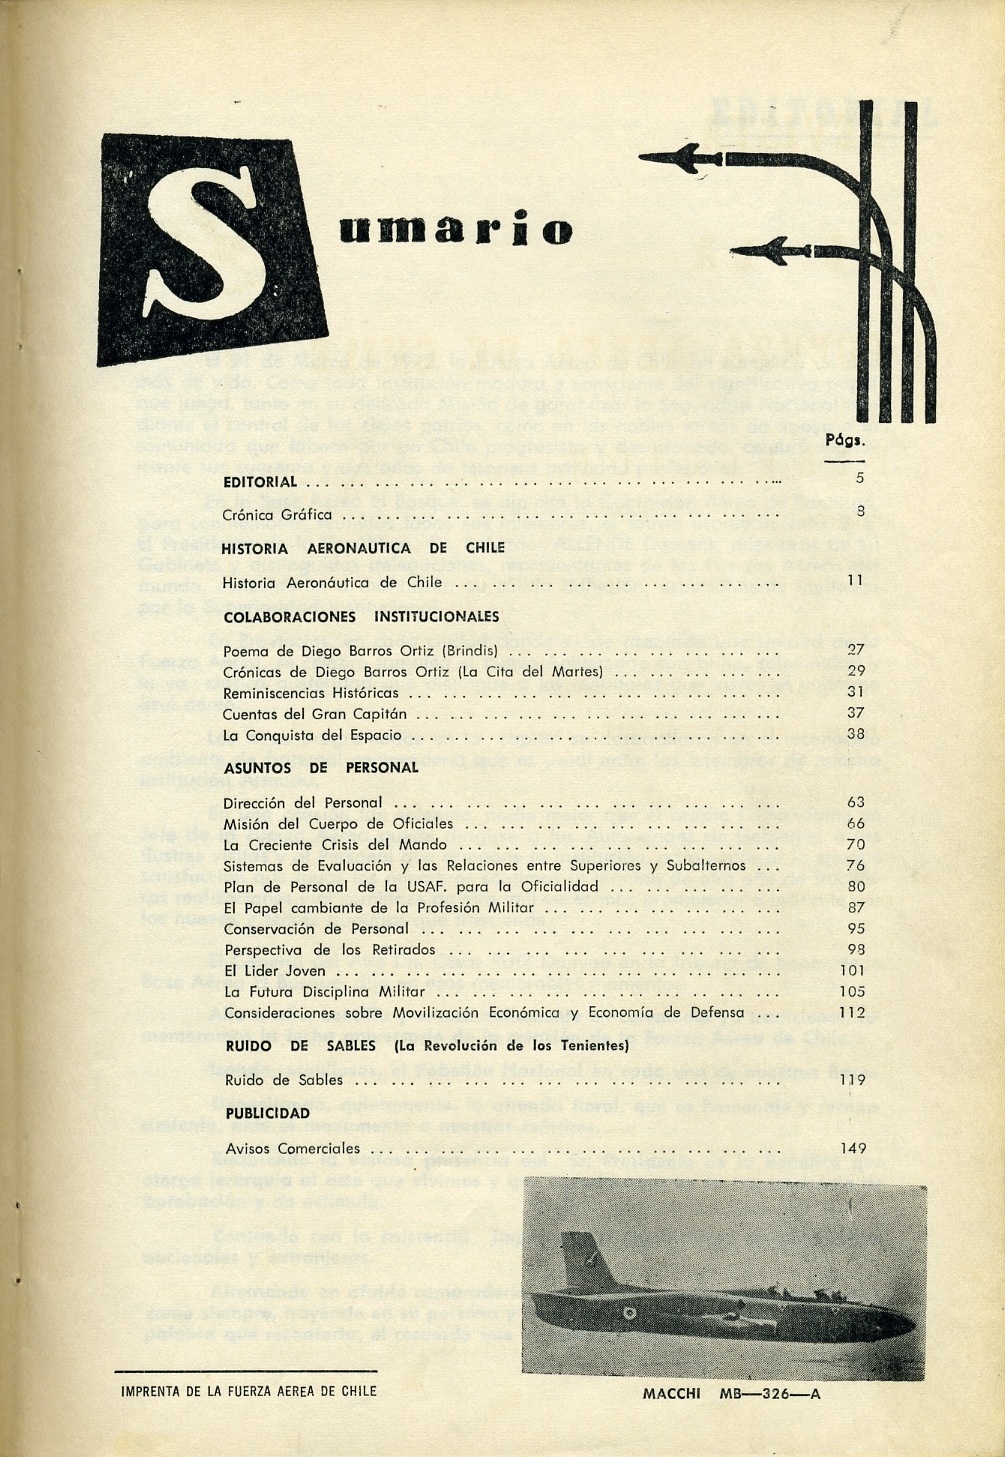 Sumario
Págs.
EDITORIAL ... 5
Crónica Gráfica ... 8
HISTORIA AERONAUTICA DE CHILE
Historia Aeronáutica de Chile ... 11
COLABORACIONES INSTITUCIONALES
Poema de Diego Barros Ortiz (Brindis) ... 27
Crónicas de Diego Barros Ortiz (La Cita del Martes) ... 29
Reminiscencias Históricas ... 31
Cuentas del Gran Capitán ... 37
La Conquista del Espacio ... 38
ASUNTOS DE PERSONAL
Dirección del Personal ... 63
Misión del Cuerpo de Oficiales ... 66
La Creciente Crisis del Mando ... 70
Sistemas de Evaluación y las Relaciones entre Superiores y Subalternos ... 76
Plan de Personal de la USAF. para la Oficialidad ... 80
El Papel cambiante de la Profesión Militar ... 87
Conservación de Personal ... 95
Perspectiva de los Retirados ... 98
El Lider Joven ... 101
La Futura Disciplina Militar ... 105
Consideraciones sobre Movilización Económica y Economía de Defensa ... 112
RUIDO DE SABLES (La Revolución de los Tenientes)
Ruido de Sables ... 119
PUBLICIDAD
Avisos Comerciales ... 149
IMPRENTA DE LA FUERZA AEREA DE CHILE
MACCHI MB—326—A